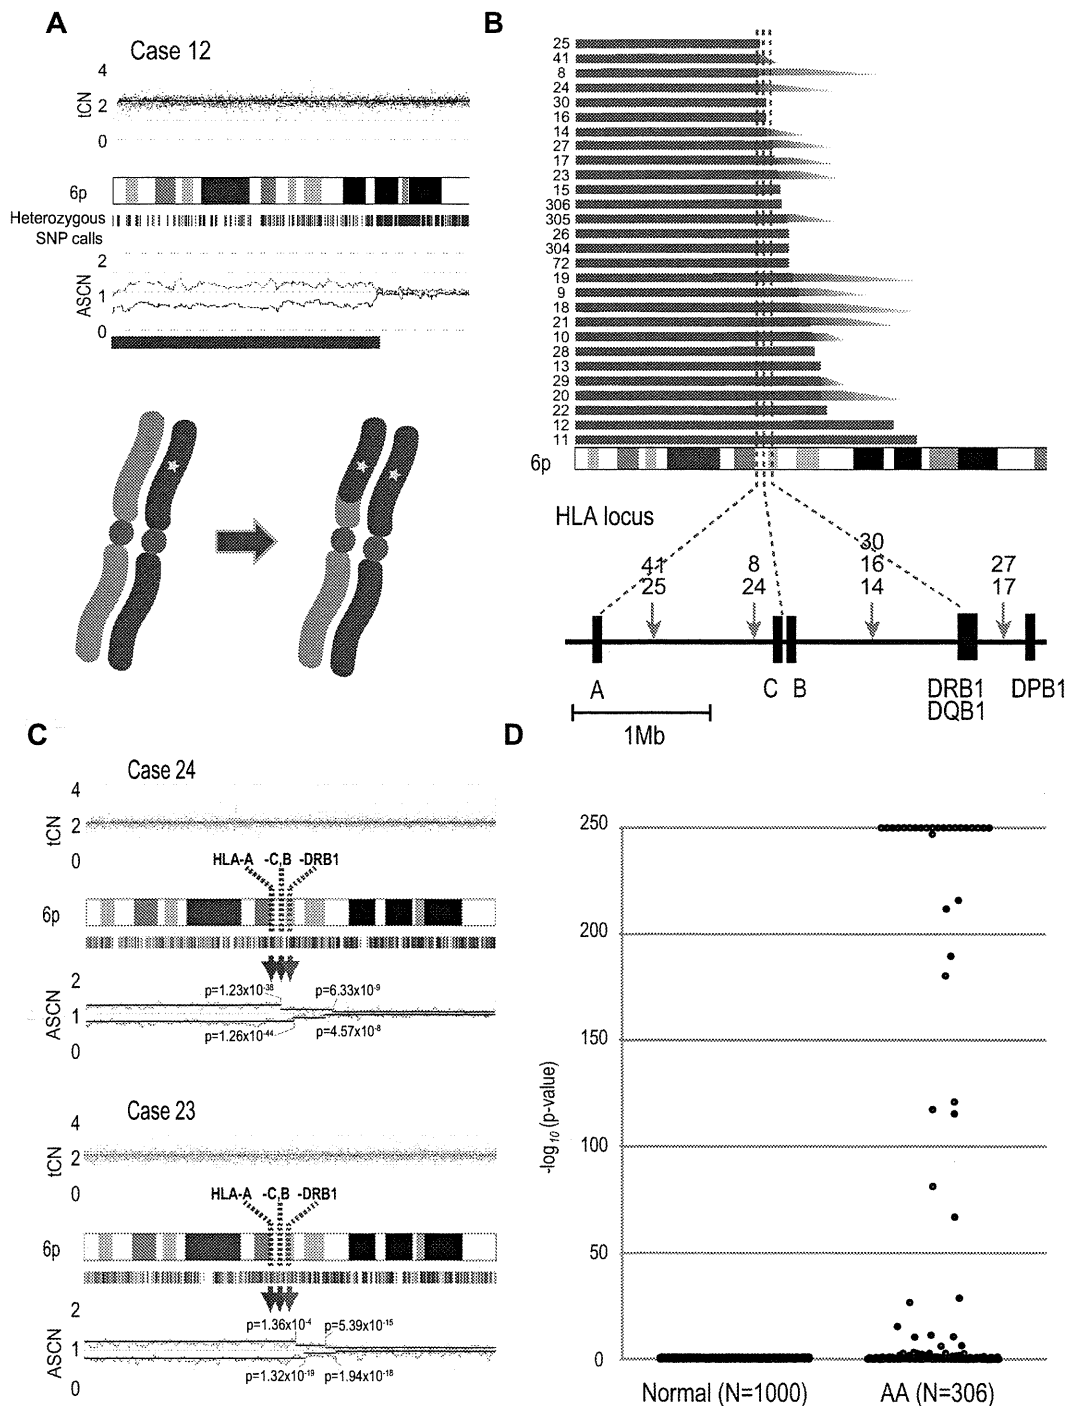 A
Case 12
4
2
0
tCN
6p
Heterozygous
SNP calls
2
1
0
ASCN
B
25
41
8
24
30
16
14
27
17
23
15
306
305
26
304
72
19
9
18
21
10
28
13
29
20
22
12
11
6p
HLA locus
41
25
8
24
30
16
14
27
17
A
C
B
DRB1
DQB1
DPB1
1Mb
C
Case 24
4
2
0
tCN
HLA-A -C,B -DRB1
6p
2
1
0
ASCN
p=1.23x10-38
p=6.33x10-9
p=1.26x10-44
p=4.57x10-8
Case 23
4
2
0
tCN
HLA-A -C,B -DRB1
6p
2
1
0
ASCN
p=1.36x10-4
p=5.39x10-15
p=1.32x10-19
p=1.94x10-18
D
250
200
150
100
50
0
-log10 (p-value)
Normal (N=1000)
AA (N=306)